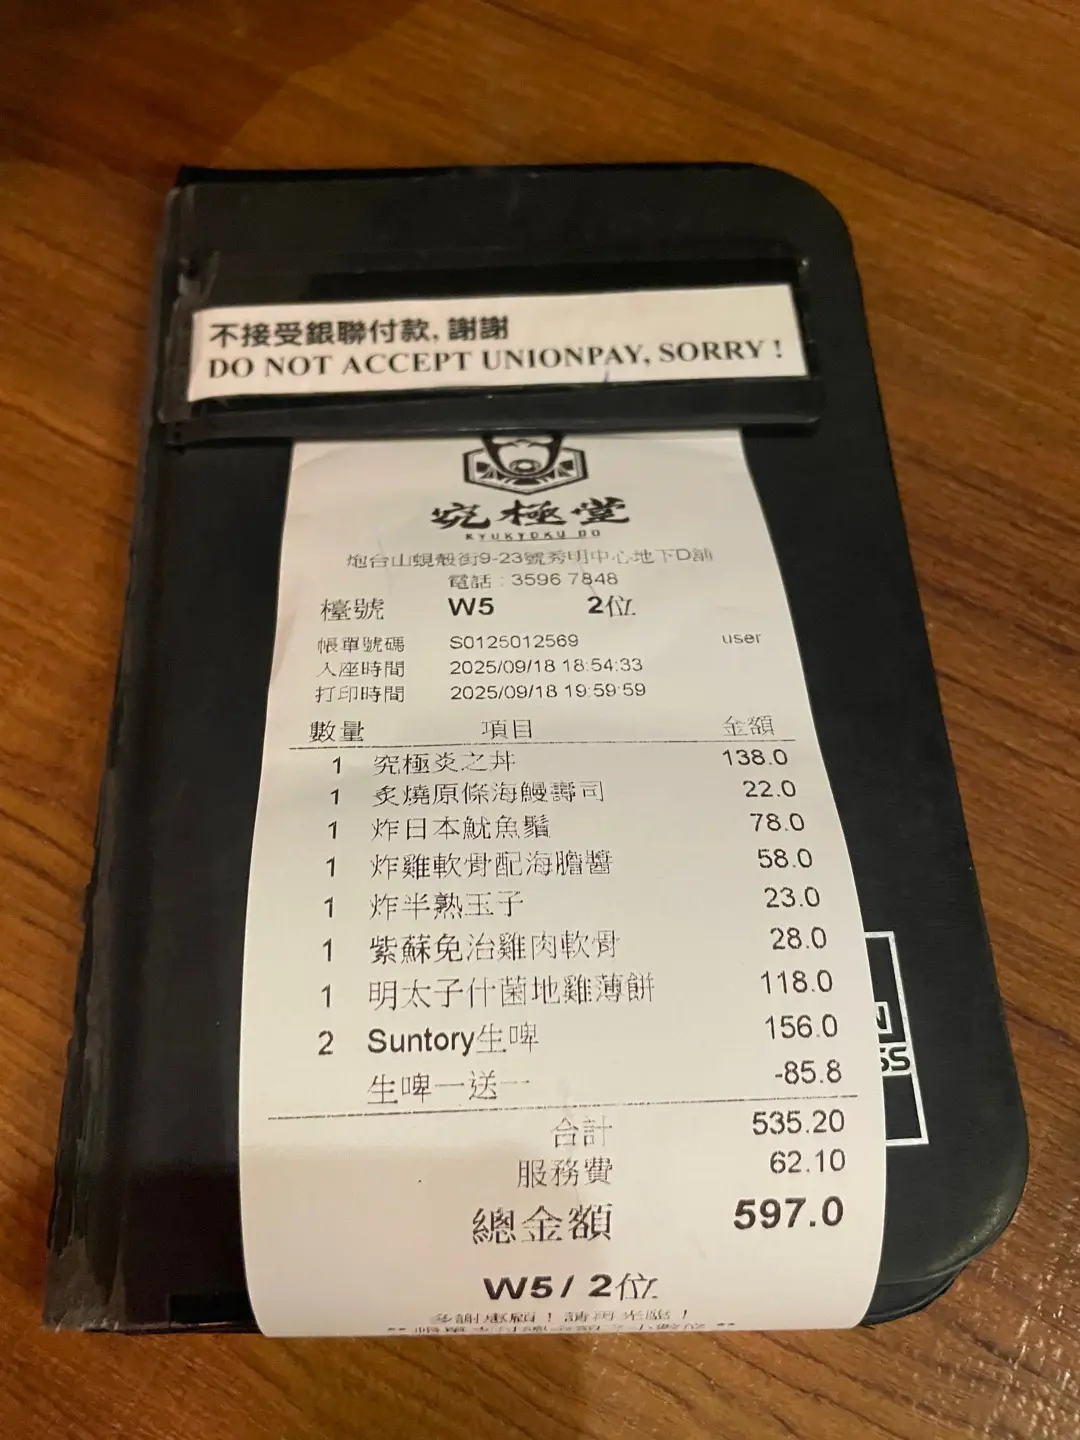 不接受銀聯付款, 謝謝
DO NOT ACCEPT UNIONPAY, SORRY !
究極堂
KYUKYOKU DO
炮台山蜆殼街9-23號秀明中心地下D舖
電話 : 3596 7848
檯號 W5 2位
帳單號碼 S0125012569 user
入座時間 2025/09/18 18:54:33
打印時間 2025/09/18 19:59:59
數量 項目 金額
1 究極炎之丼 138.0
1 炙燒原條海鰻壽司 22.0
1 炸日本魷魚鬚 78.0
1 炸雞軟骨配海膽醬 58.0
1 炸半熟玉子 23.0
1 紫蘇免治雞肉軟骨 28.0
1 明太子什菌地雞薄餅 118.0
2 Suntory生啤 156.0
生啤一送一 -85.8
合計 535.20
服務費 62.10
總金額 597.0
W5 / 2位
多謝惠顧！請再來臨！